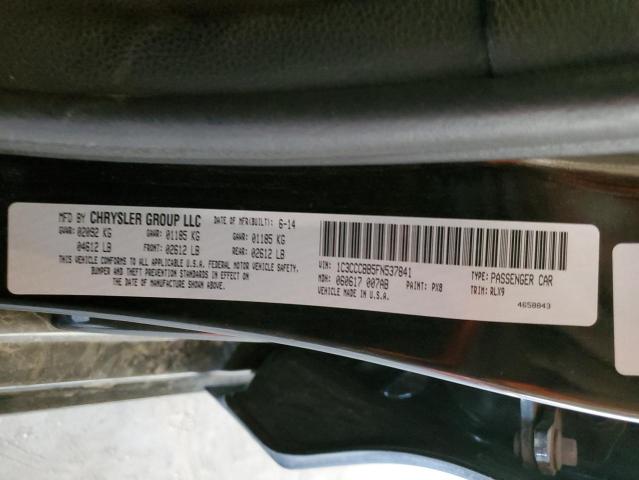 MFD BY CHRYSLER GROUP LLC DATE OF MFR(BUILT): 6-14
GVWR: 02092 KG GAWR: 01185 KG GAWR: 01185 KG
04612 LB FRONT: 02612 LB REAR: 02612 LB
THIS VEHICLE CONFORMS TO ALL APPLICABLE U.S.A. FEDERAL MOTOR VEHICLE SAFETY,
BUMPER AND THEFT PREVENTION STANDARDS IN EFFECT ON
THE DATE OF MANUFACTURE SHOWN ABOVE.
VIN: 1C3CCCBB5FN537841 TYPE: PASSENGER CAR
MDH: 060617 007AB PAINT: PX8 TRIM: RLX9
VEHICLE MADE IN U.S.A. 4658843